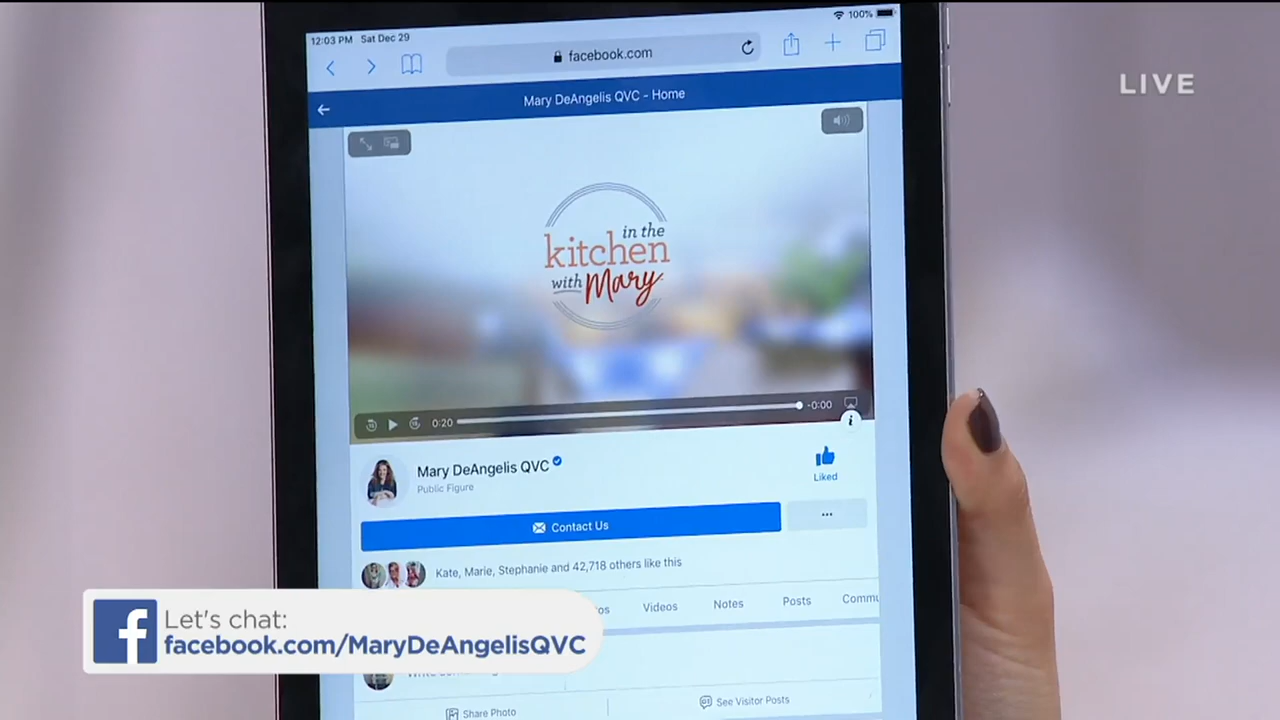 12:03 PM Sat Dec 29
100%
facebook.com
LIVE
Mary DeAngelis QVC - Home
in the
kitchen
with Mary
0:20
-0:00
Mary DeAngelis QVC
Public Figure
Liked
Contact Us
Kate, Marie, Stephanie and 42,718 others like this
os Videos Notes Posts Commu
Let's chat:
facebook.com/MaryDeAngelisQVC
Share Photo
See Visitor Posts